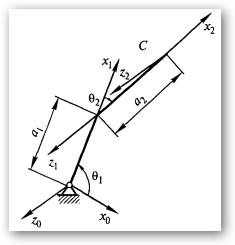 x₂
C
x₁
z₂
θ₂
a₂
a₁
z₁
θ₁
x₀
z₀